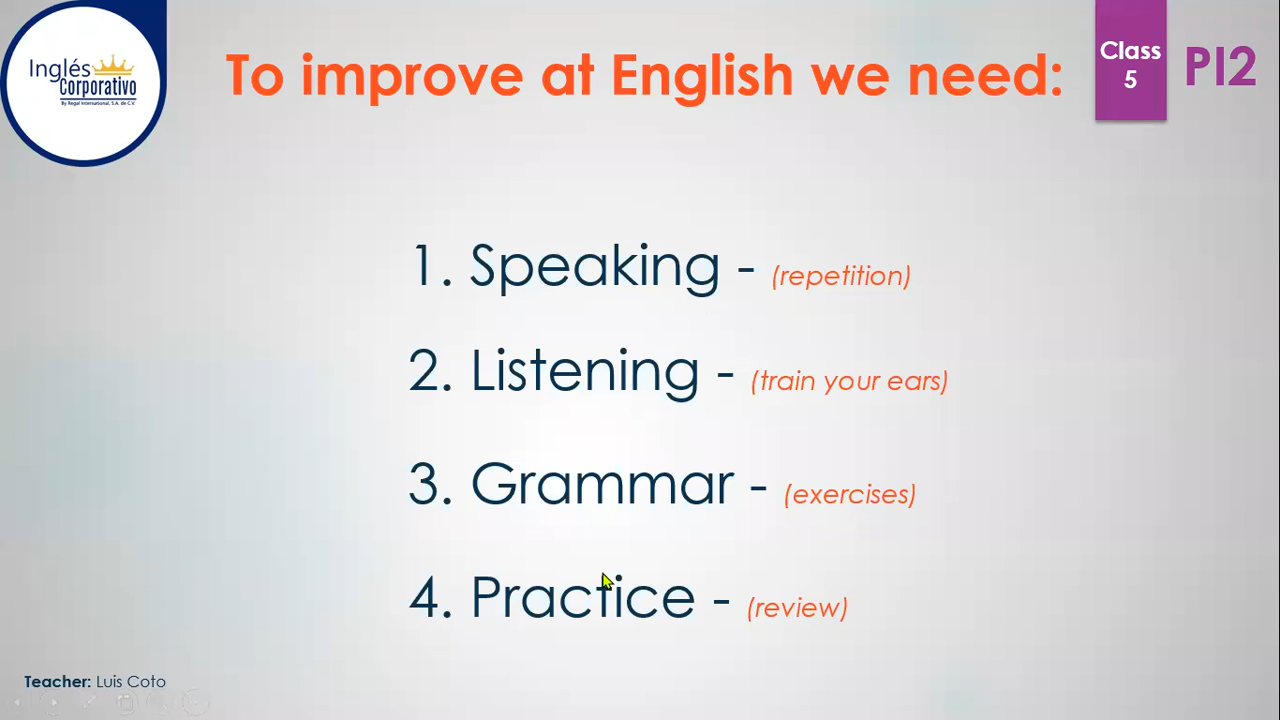 Inglés
Corporativo
By Regal International, S.A. de C.V.
To improve at English we need:
Class
5
PI2
1. Speaking - (repetition)
2. Listening - (train your ears)
3. Grammar - (exercises)
4. Practice - (review)
Teacher: Luis Coto